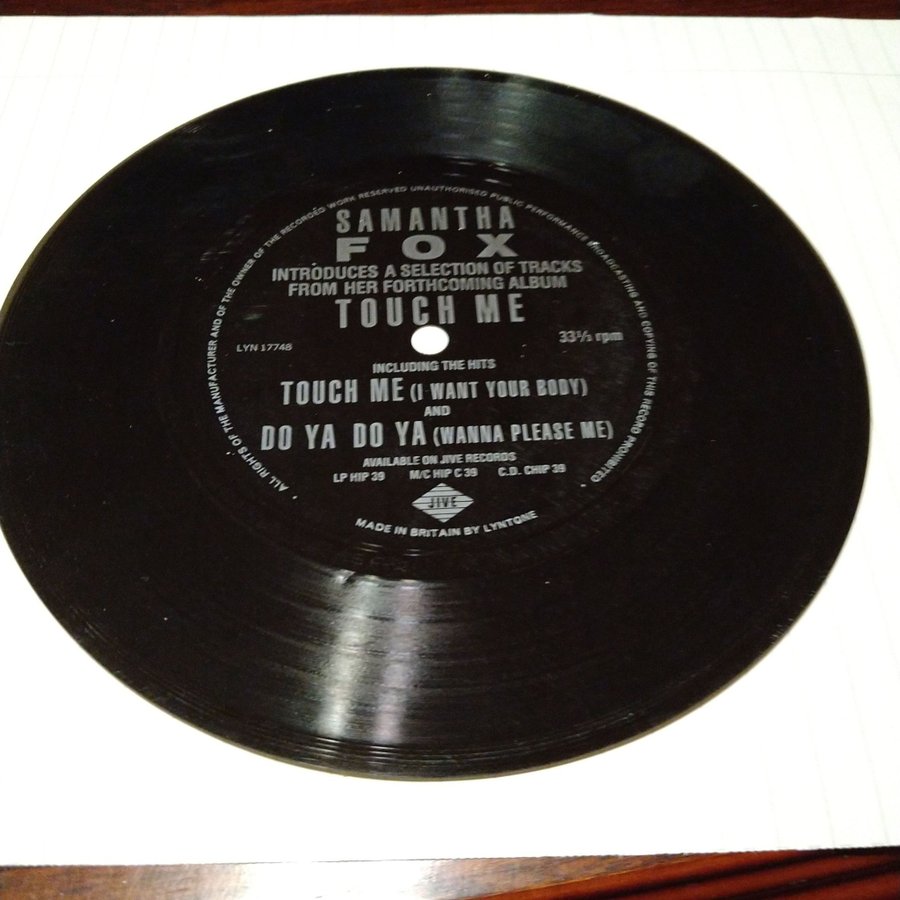 ALL RIGHTS OF THE MANUFACTURER AND OF THE OWNER OF THE RECORDED WORK RESERVED UNAUTHORISED PUBLIC PERFORMANCE BROADCASTING AND COPYING OF THIS RECORD PROHIBITED
SAMANTHA
FOX
INTRODUCES A SELECTION OF TRACKS
FROM HER FORTHCOMING ALBUM
TOUCH ME
LYN 17748
33⅓ rpm
INCLUDING THE HITS
TOUCH ME (I WANT YOUR BODY)
AND
DO YA DO YA (WANNA PLEASE ME)
AVAILABLE ON JIVE RECORDS
LP HIP 39 M/C HIP C 39 C.D. CHIP 39
JIVE
MADE IN BRITAIN BY LYNTONE